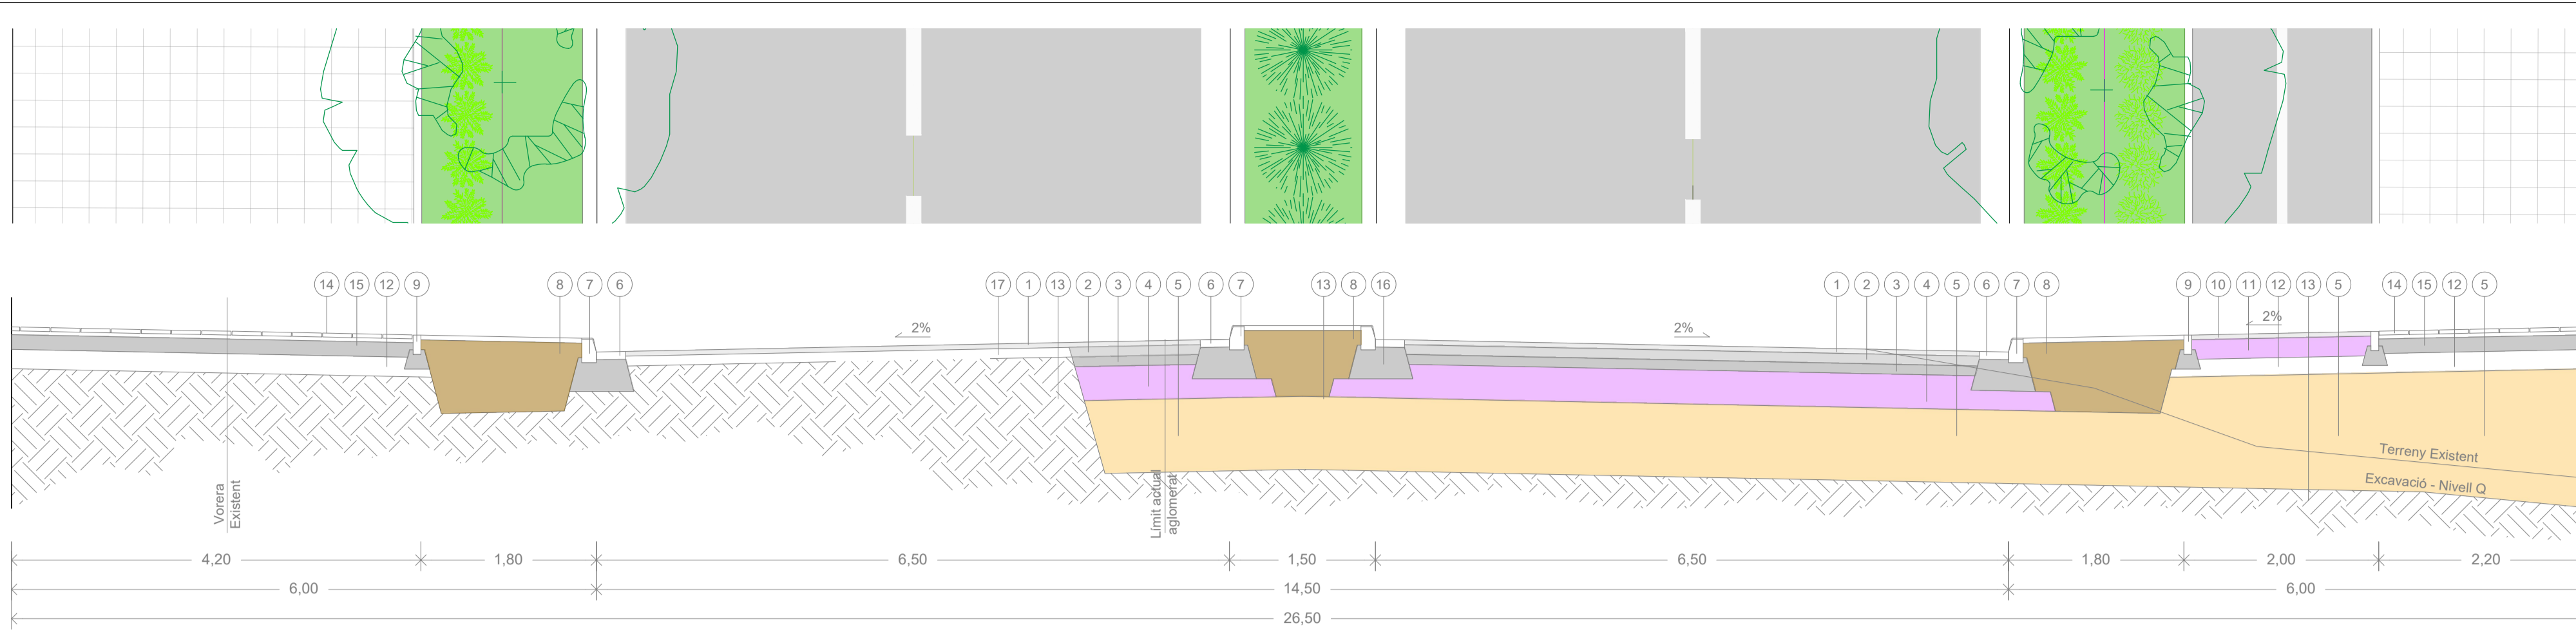 14 15 12 9 8 7 6 17 1 13 2 3 4 5 6 7 13 8 16 1 2 3 4 5 6 7 8 9 10 11 12 13 5 14 15 12 5
2% 2% 2%
Vorera
Existent
Límit actual
aglomerat
Terreny Existent
Excavació - Nivell Q
4,20 1,80 6,50 1,50 6,50 1,80 2,00 2,20
6,00 14,50 6,00
26,50